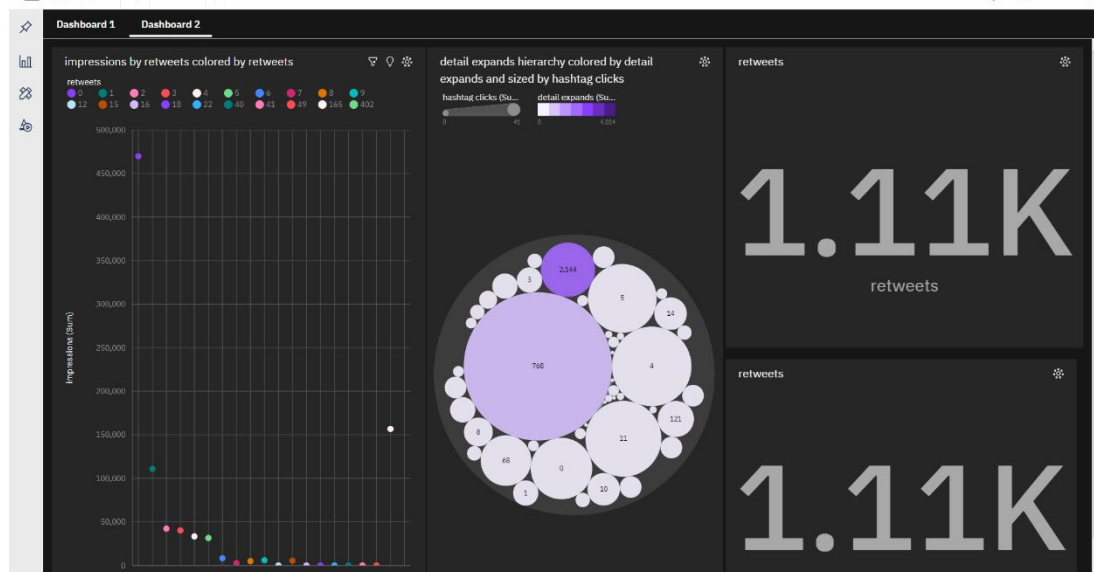 Dashboard 1 Dashboard 2
impressions by retweets colored by retweets
retweets
0 1 2 3 4 5 6 7 8 9
12 15 16 18 22 40 41 49 165 402
500,000
450,000
400,000
350,000
300,000
250,000
200,000
150,000
100,000
50,000
0
impressions (Sum)
detail expands hierarchy colored by detail
expands and sized by hashtag clicks
hashtag clicks (Su... detail expands (Su...
0 41 0 4,024
2,144
3
5
14
768
4
121
11
8
68
0
1
10
retweets
1.11K
retweets
retweets
1.11K